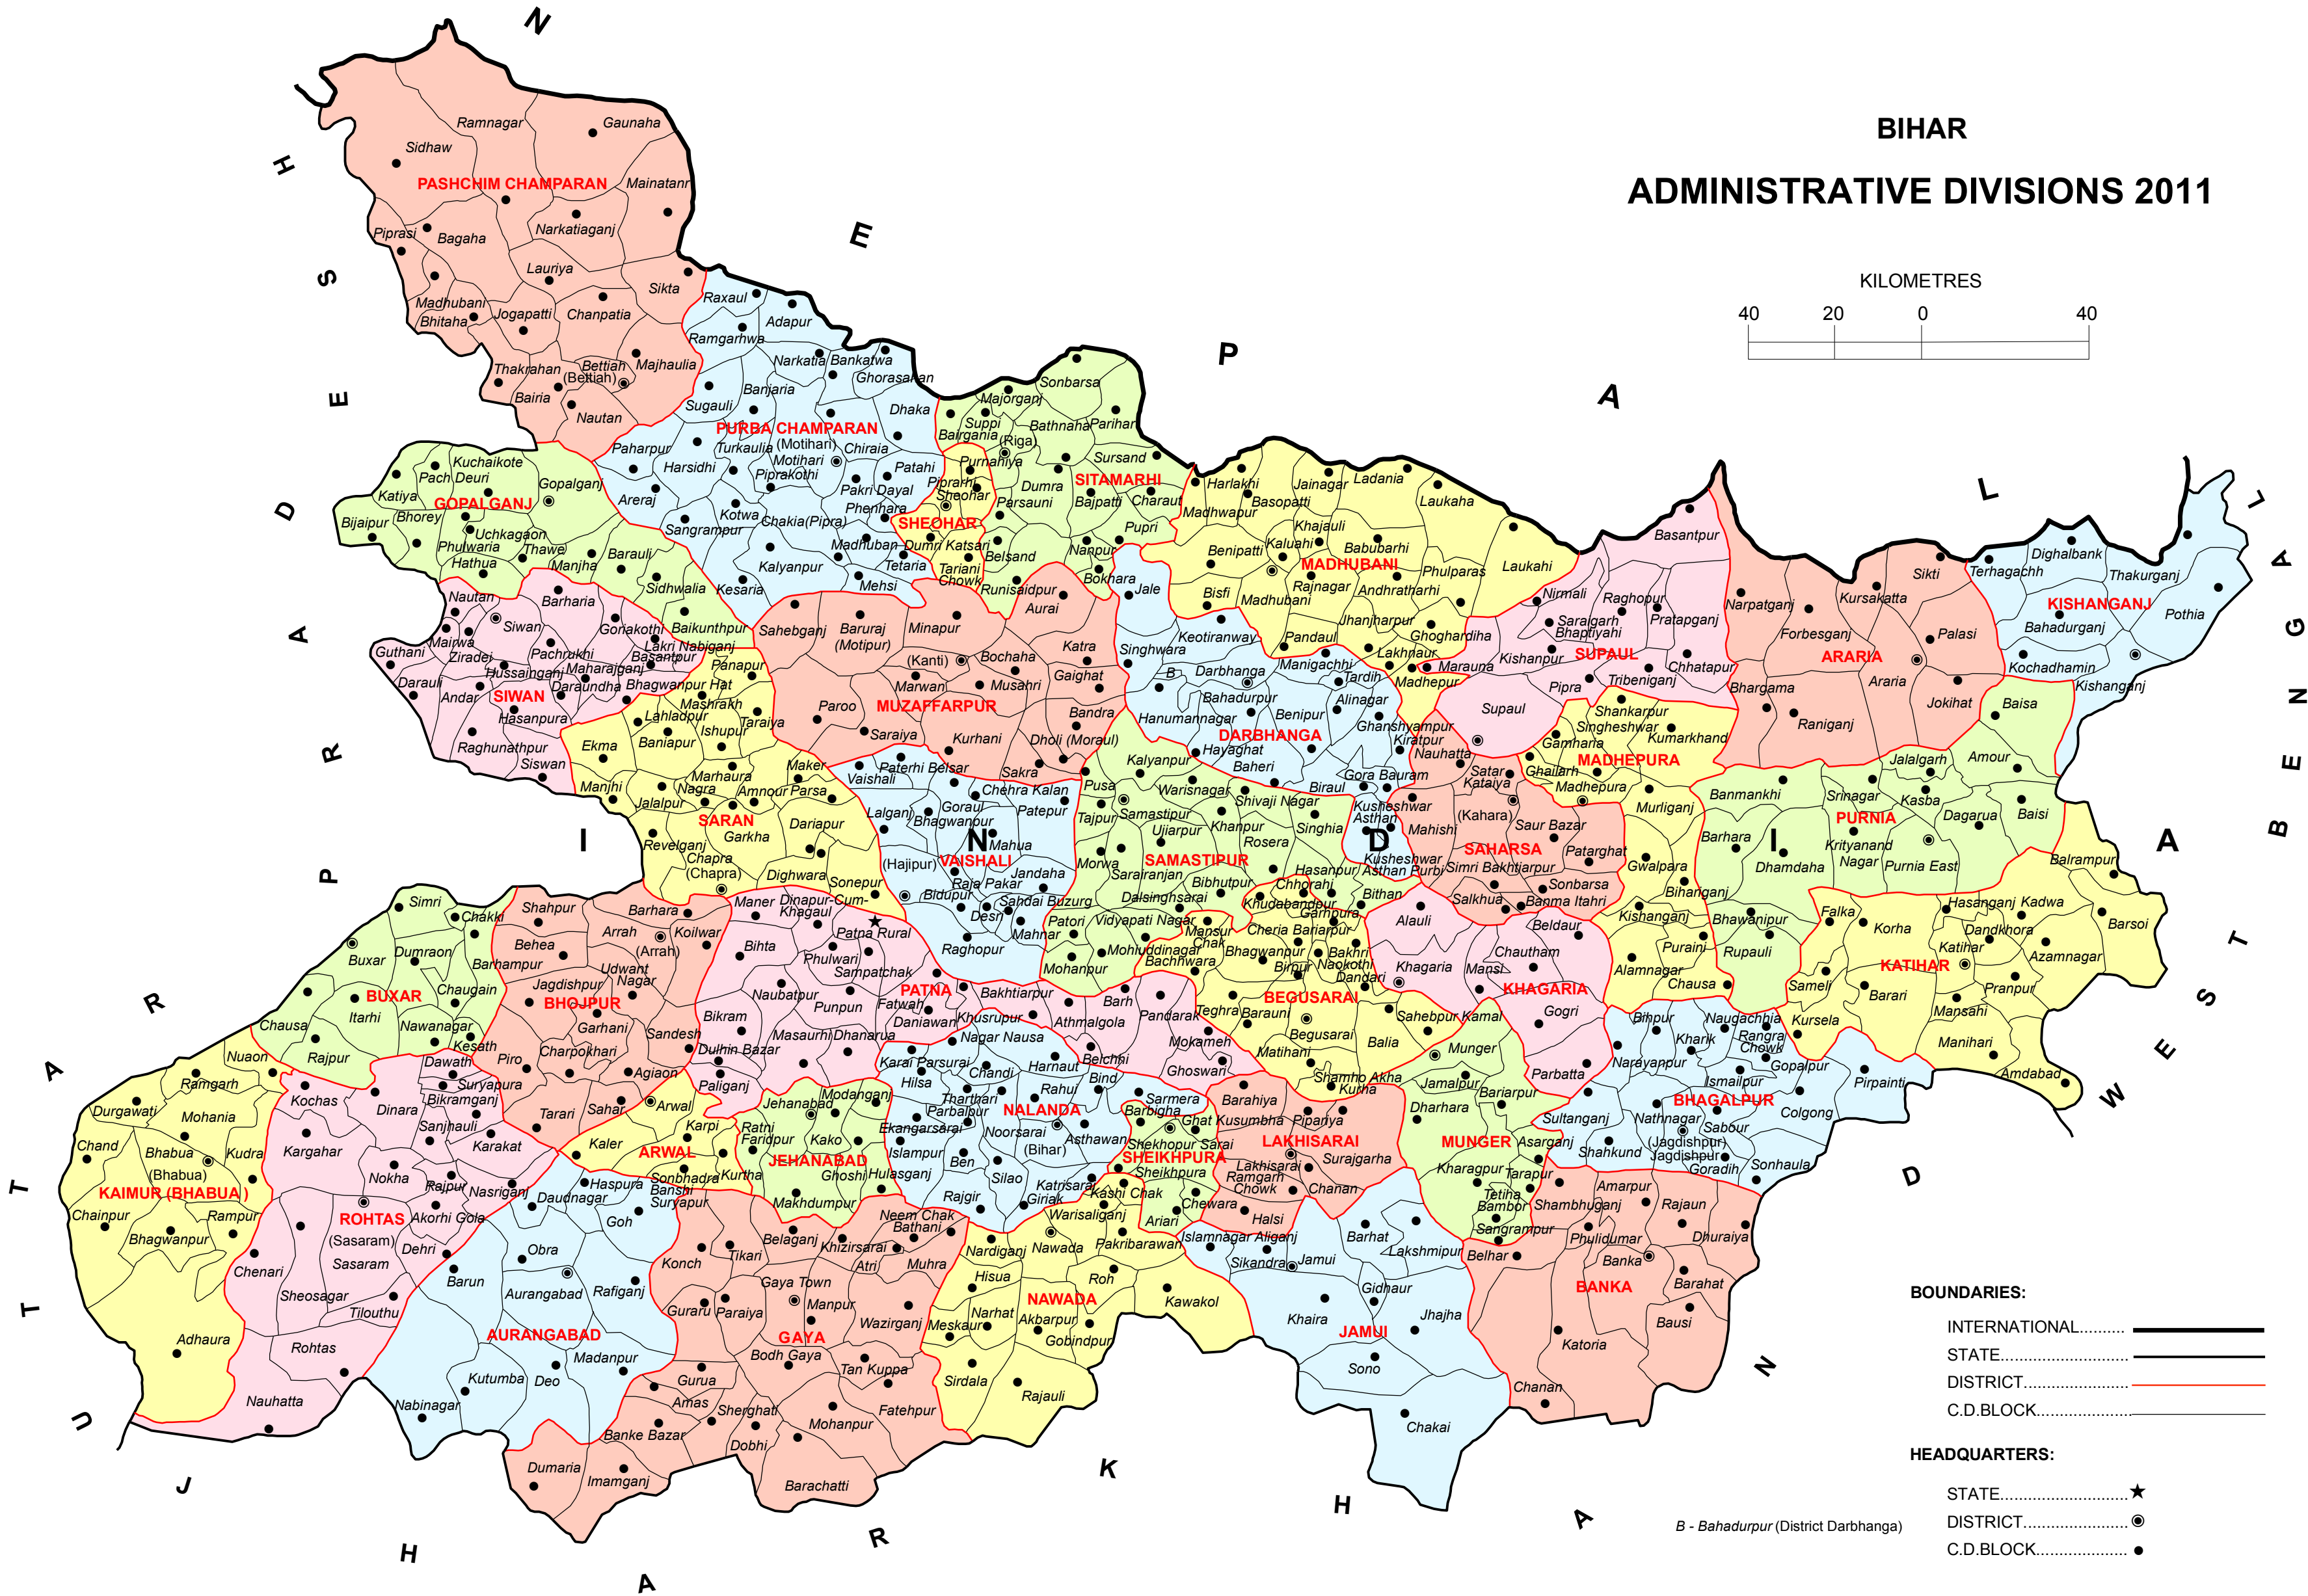 BIHAR
ADMINISTRATIVE DIVISIONS 2011
KILOMETRES
40 20 0 40
N E P A L
U T T A R P R A D E S H
J H A R K H A N D
W E S T B E N G A L
I N D I A
PASHCHIM CHAMPARAN
Ramnagar
Gaunaha
Sidhaw
Mainatanr
Piprasi
Bagaha
Narkatiaganj
Lauriya
Sikta
Madhubani
Bhitaha
Jogapatti
Chanpatia
Thakrahan
Bettiah
(Bettiah)
Majhaulia
Bairia
Nautan
PURBA CHAMPARAN
(Motihari)
Raxaul
Adapur
Ramgarhwa
Narkatia
Bankatwa
Ghorasahan
Banjaria
Sugauli
Dhaka
Paharpur
Turkaulia
Chiraia
Harsidhi
Motihari
Piprakothi
Patahi
Areraj
Pakri Dayal
Phenhara
Kotwa
Sangrampur
Chakia(Pipra)
Madhuban
Tetaria
Kalyanpur
Kesaria
Mehsi
SHEOHAR
Purnahiya
Piprarhi
Sheohar
Dumri Katsari
Tariani
Chowk
SITAMARHI
Sonbarsa
Majorganj
Suppi
Bairgania
(Riga)
Bathnaha
Parihar
Sursand
Dumra
Parsauni
Bajpatti
Charaut
Pupri
Belsand
Nanpur
Runisaidpur
Bokhara
MADHUBANI
Harlakhi
Jainagar
Ladania
Basopatti
Laukaha
Madhwapur
Khajauli
Benipatti
Kaluahi
Babubarhi
Laukahi
Phulparas
Rajnagar
Andhratharhi
Bisfi
Madhubani
Jhanjharpur
Ghoghardiha
Pandaul
Lakhnaur
Madhepur
GOPALGANJ
Kuchaikote
Pach Deuri
Gopalganj
Katiya
Bijaipur
Bhorey
Uchkagaon
Phulwaria
Thawe
Barauli
Hathua
Manjha
Sidhwalia
Baikunthpur
SIWAN
Nautan
Barharia
Siwan
Goriakothi
Mairwa
Lakri Nabiganj
Guthani
Ziradei
Pachrukhi
Basantpur
Hussainganj
Maharajganj
Darauli
Andar
Daraundha
Bhagwanpur Hat
Hasanpura
Raghunathpur
Siswan
SARAN
Panapur
Mashrakh
Taraiya
Lahladpur
Ishupur
Ekma
Baniapur
Marhaura
Maker
Manjhi
Nagra
Amnour
Parsa
Jalalpur
Garkha
Dariapur
Revelganj
Chapra
(Chapra)
Dighwara
Sonepur
MUZAFFARPUR
Sahebganj
Baruraj
(Motipur)
Minapur
Aurai
Katra
(Kanti)
Bochaha
Gaighat
Marwan
Musahri
Paroo
Bandra
Saraiya
Kurhani
Dholi (Moraul)
Sakra
VAISHALI
Vaishali
Paterhi Belsar
Chehra Kalan
Lalganj
Goraul
Patepur
Bhagwanpur
Mahua
(Hajipur)
Jandaha
Raja Pakar
Bidupur
Sahdai Buzurg
Desri
Mahnar
Raghopur
DARBHANGA
Jale
Keotiranway
Singhwara
Manigachhi
B
Darbhanga
Tardih
Bahadurpur
Alinagar
Hanumannagar
Benipur
Ghanshyampur
Kiratpur
Hayaghat
Baheri
Gora Bauram
Biraul
Kusheshwar
Asthan
Kusheshwar
Asthan Purbi
SAMASTIPUR
Kalyanpur
Pusa
Warisnagar
Shivaji Nagar
Tajpur
Samastipur
Khanpur
Singhia
Ujiarpur
Rosera
Morwa
Sarairanjan
Hasanpur
Bibhutpur
Bithan
Dalsinghsarai
Patori
Vidyapati Nagar
Mohiuddinagar
Mohanpur
SUPAUL
Basantpur
Nirmali
Raghopur
Saraigarh
Bhaptiyahi
Pratapganj
Kishanpur
Marauna
Chhatapur
Tribeniganj
Pipra
Supaul
ARARIA
Narpatganj
Kursakatta
Sikti
Forbesganj
Palasi
Araria
Bhargama
Jokihat
Raniganj
KISHANGANJ
Dighalbank
Terhagachh
Thakurganj
Bahadurganj
Pothia
Kochadhamin
Kishanganj
PURNIA
Baisa
Amour
Jalalgarh
Banmankhi
Srinagar
Kasba
Baisi
Dagarua
Barhara
Krityanand
Nagar
Dhamdaha
Purnia East
Bhawanipur
Rupauli
KATIHAR
Balrampur
Hasanganj
Kadwa
Falka
Barsoi
Korha
Dandkhora
Katihar
Azamnagar
Sameli
Barari
Pranpur
Mansahi
Kursela
Manihari
Amdabad
MADHEPURA
Shankarpur
Singheshwar
Kumarkhand
Gamharia
Ghailarh
Madhepura
Murliganj
Gwalpara
Bihariganj
Kishanganj
Puraini
Alamnagar
Chausa
SAHARSA
Nauhatta
Satar
Kataiya
(Kahara)
Mahishi
Saur Bazar
Patarghat
Simri Bakhtiarpur
Sonbarsa
Salkhua
Banma Itahri
KHAGARIA
Alauli
Beldaur
Chautham
Khagaria
Mansi
Gogri
Parbatta
BEGUSARAI
Chhorahi
Khudabandpur
Garhpura
Mansur
Chak
Cheria Bariarpur
Bakhri
Bachhwara
Bhagwanpur
Naokothi
Birpur
Dandari
Teghra
Barauni
Sahebpur Kamal
Begusarai
Balia
Matihani
Shamho Akha
Kurha
BUXAR
Simri
Chakki
Dumraon
Buxar
Barhampur
Chaugain
Itarhi
Chausa
Nawanagar
Kesath
Rajpur
BHOJPUR
Shahpur
Barhara
Arrah
Koilwar
Behea
(Arrah)
Udwant
Nagar
Jagdishpur
Garhani
Sandesh
Charpokhari
Piro
Agiaon
Tarari
Sahar
PATNA
Maner
Dinapur-Cum-
Khagaul
Patna Rural
Bihta
Phulwari
Sampatchak
Naubatpur
Fatwah
Bakhtiarpur
Barh
Punpun
Daniawan
Khusrupur
Athmalgola
Pandarak
Bikram
Masaurhi
Dhanarua
Mokameh
Dulhin Bazar
Belchhi
Ghoswari
Paliganj
NALANDA
Nagar Nausa
Karai Parsurai
Harnaut
Hilsa
Chandi
Bind
Rahui
Tharthari
Sarmera
Parbalpur
Ekangarsarai
Noorsarai
(Bihar)
Asthawan
Islampur
Ben
Silao
Katrisarai
Rajgir
Giriak
KAIMUR (BHABUA )
Nuaon
Ramgarh
Durgawati
Mohania
Chand
Bhabua
(Bhabua)
Kudra
Chainpur
Rampur
Bhagwanpur
Adhaura
ROHTAS
(Sasaram)
Dawath
Suryapura
Kochas
Bikramganj
Dinara
Sanjhauli
Kargahar
Karakat
Nokha
Rajpur
Nasriganj
Akorhi Gola
Dehri
Sasaram
Chenari
Sheosagar
Tilouthu
Rohtas
Nauhatta
ARWAL
Arwal
Karpi
Kaler
Sonbhadra
Banshi
Suryapur
Kurtha
JEHANABAD
Modanganj
Jehanabad
Ratni
Faridpur
Kako
Ghoshi
Hulasganj
Makhdumpur
AURANGABAD
Haspura
Daudnagar
Goh
Obra
Barun
Aurangabad
Rafiganj
Madanpur
Kutumba
Deo
Nabinagar
GAYA
Neem Chak
Bathani
Belaganj
Khizirsarai
Tikari
Atri
Muhra
Konch
Gaya Town
Guraru
Paraiya
Manpur
Wazirganj
Bodh Gaya
Tan Kuppa
Gurua
Amas
Sherghati
Mohanpur
Fatehpur
Banke Bazar
Dobhi
Dumaria
Imamganj
Barachatti
NAWADA
Kashi Chak
Warisaliganj
Nardiganj
Nawada
Pakribarawan
Hisua
Roh
Kawakol
Narhat
Akbarpur
Meskaur
Gobindpur
Sirdala
Rajauli
SHEIKHPURA
Barbigha
Ghat Kusumbha
Shekhopur Sarai
Sheikhpura
Chewara
Ariari
LAKHISARAI
Barahiya
Pipariya
Surajgarha
Lakhisarai
Ramgarh
Chowk
Chanan
Halsi
MUNGER
Munger
Jamalpur
Bariarpur
Dharhara
Asarganj
Kharagpur
Tarapur
Tetiha
Bambor
Sangrampur
JAMUI
Islamnagar Aliganj
Barhat
Lakshmipur
Sikandra
Jamui
Gidhaur
Khaira
Jhajha
Sono
Chakai
BHAGALPUR
Bihpur
Naugachhia
Kharik
Rangra
Chowk
Narayanpur
Gopalpur
Pirpainti
Ismailpur
Sultanganj
Nathnagar
Colgong
Sabour
(Jagdishpur)
Jagdishpur
Shahkund
Goradih
Sonhaula
BANKA
Amarpur
Rajaun
Shambhuganj
Phulidumar
Dhuraiya
Belhar
Banka
Barahat
Bausi
Katoria
Chanan
BOUNDARIES:
INTERNATIONAL..........
STATE...........................
DISTRICT.......................
C.D.BLOCK.....................
HEADQUARTERS:
STATE...........................
DISTRICT.......................
C.D.BLOCK....................
B - Bahadurpur (District Darbhanga)